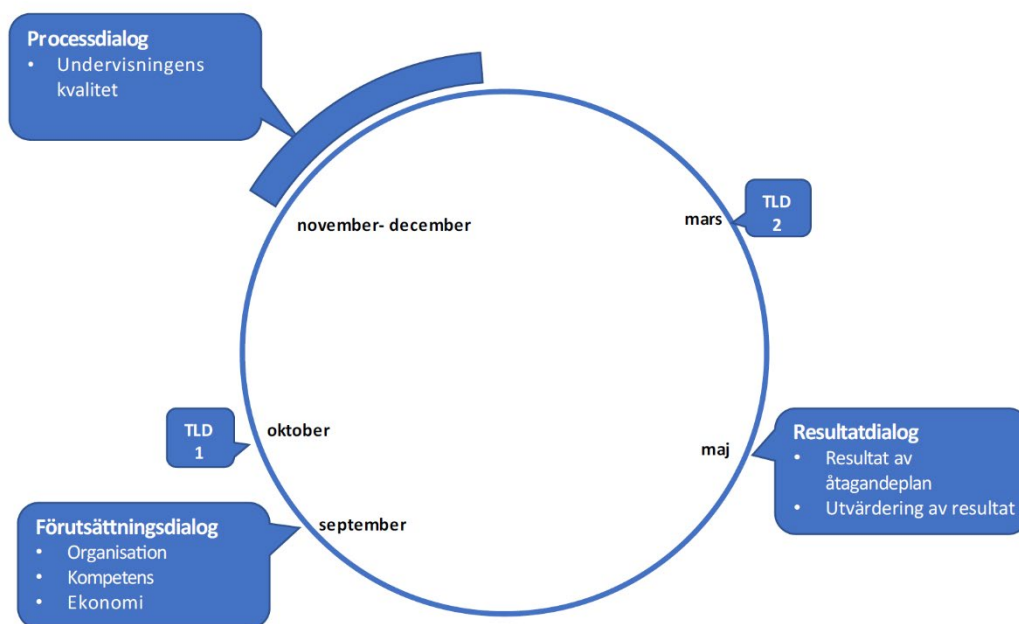 Processdialog
• Undervisningens
kvalitet
november- december
mars
TLD
2
TLD
1
oktober
maj
Resultatdialog
• Resultat av
åtagandeplan
• Utvärdering av resultat
september
Förutsättningsdialog
• Organisation
• Kompetens
• Ekonomi